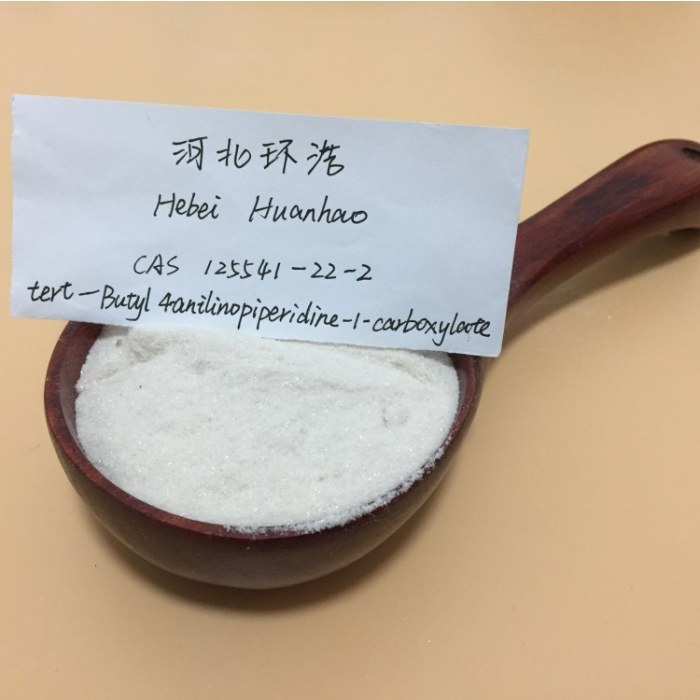 河北环浩
Hebei Huanhao
CAS 125541-22-2
tert-Butyl 4anilinopiperidine-1-carboxylate